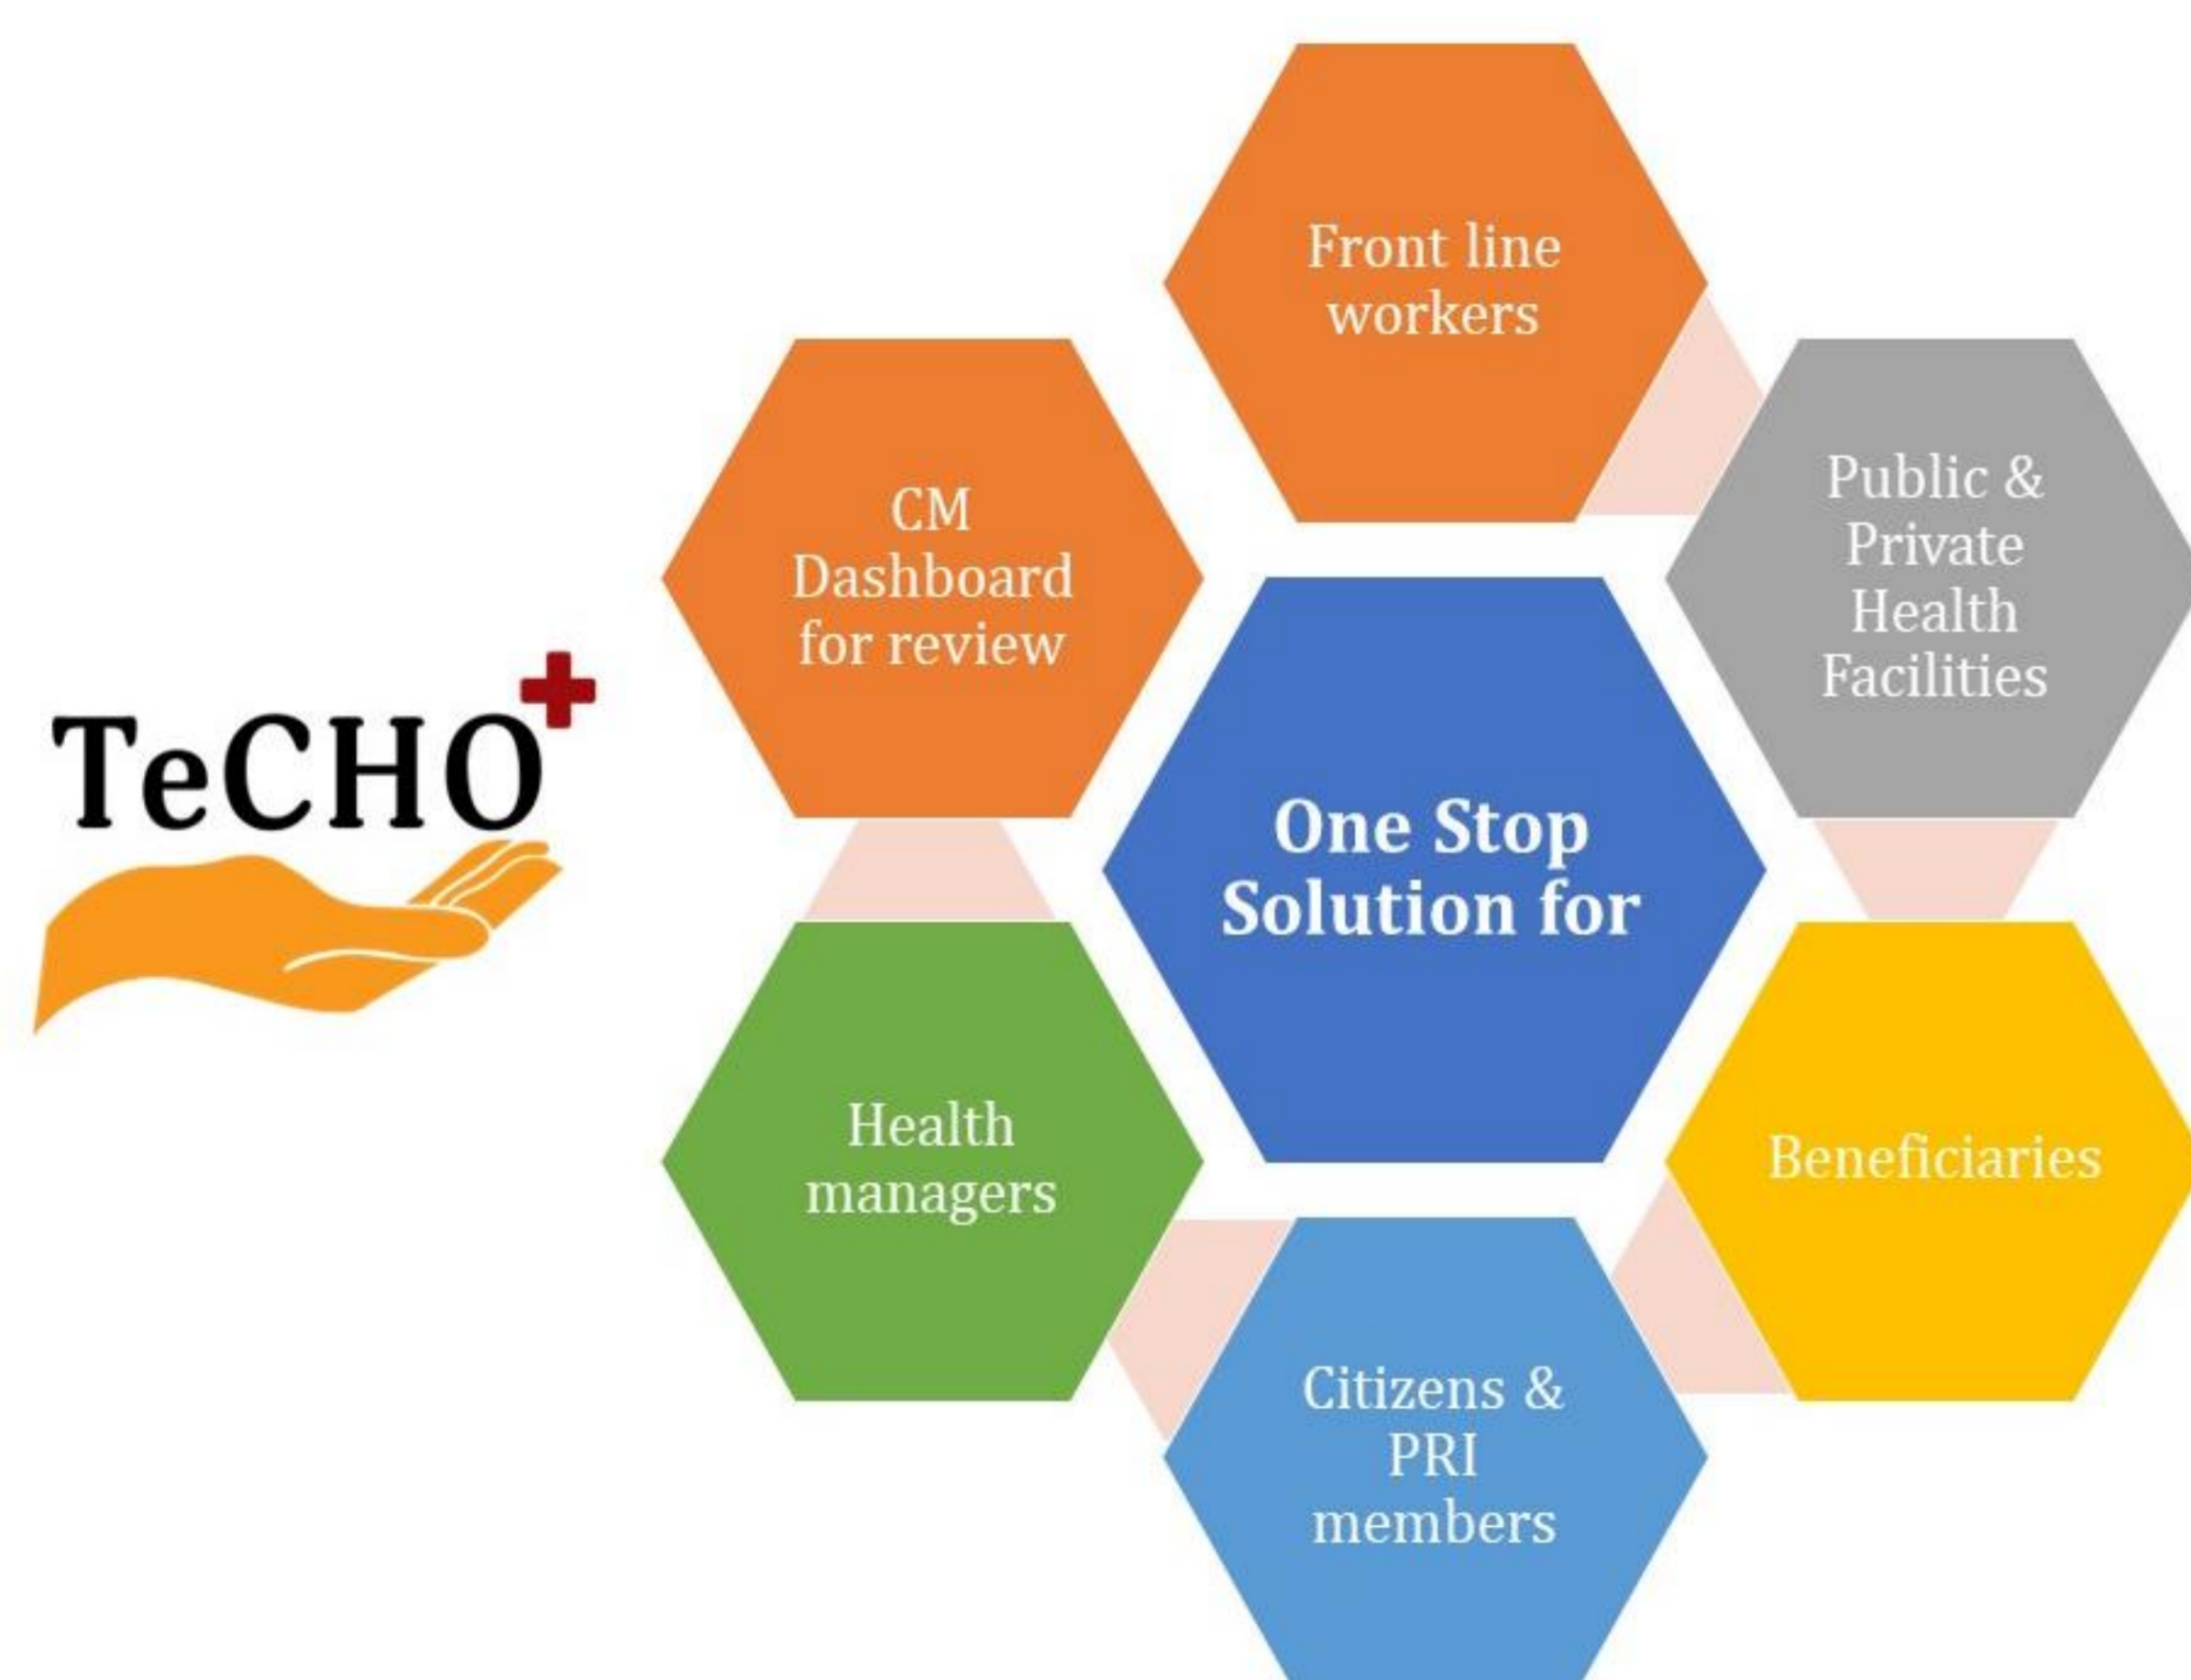 TeCHO+
Front line
workers
CM
Dashboard
for review
Public &
Private
Health
Facilities
One Stop
Solution for
Health
managers
Beneficiaries
Citizens &
PRI
members